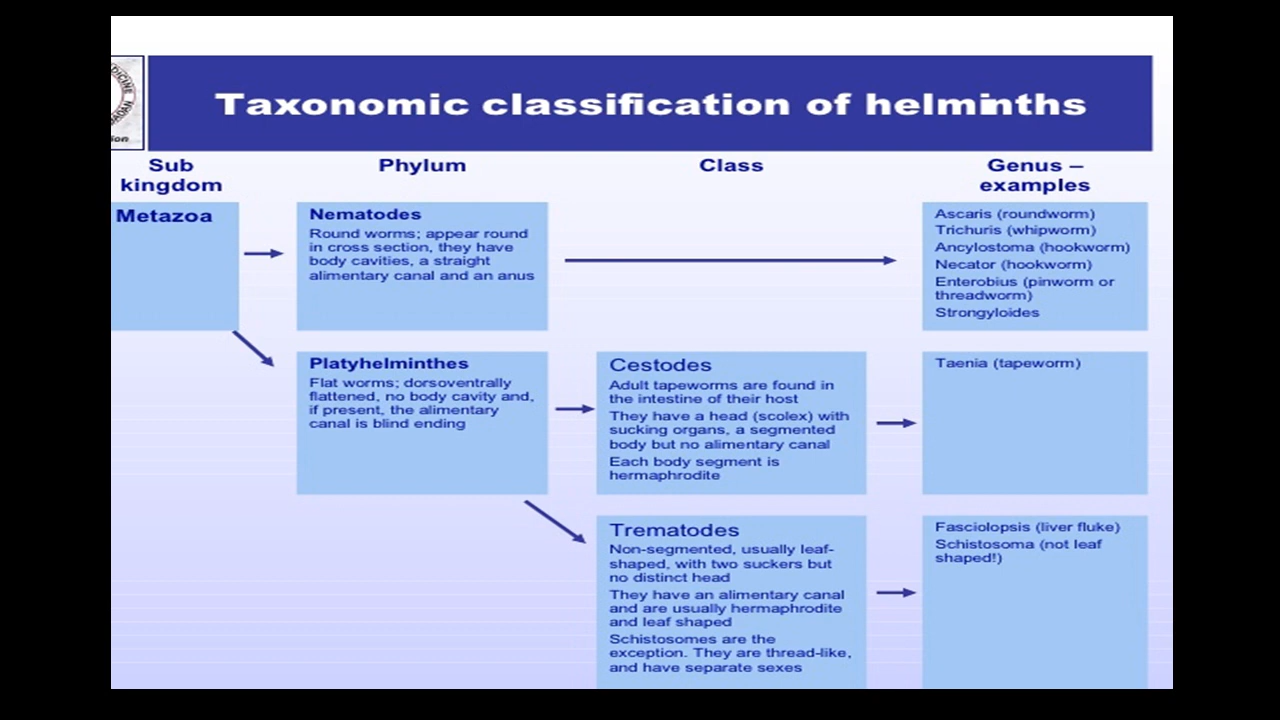 DICINE
ion
Taxonomic classification of helminths
Sub
kingdom
Phylum
Class
Genus –
examples
Metazoa
Nematodes
Round worms; appear round
in cross section, they have
body cavities, a straight
alimentary canal and an anus
Ascaris (roundworm)
Trichuris (whipworm)
Ancylostoma (hookworm)
Necator (hookworm)
Enterobius (pinworm or
threadworm)
Strongyloides
Platyhelminthes
Flat worms; dorsoventrally
flattened, no body cavity and,
if present, the alimentary
canal is blind ending
Cestodes
Adult tapeworms are found in
the intestine of their host
They have a head (scolex) with
sucking organs, a segmented
body but no alimentary canal
Each body segment is
hermaphrodite
Taenia (tapeworm)
Trematodes
Non-segmented, usually leaf-
shaped, with two suckers but
no distinct head
They have an alimentary canal
and are usually hermaphrodite
and leaf shaped
Schistosomes are the
exception. They are thread-like,
and have separate sexes
Fasciolopsis (liver fluke)
Schistosoma (not leaf
shaped!)